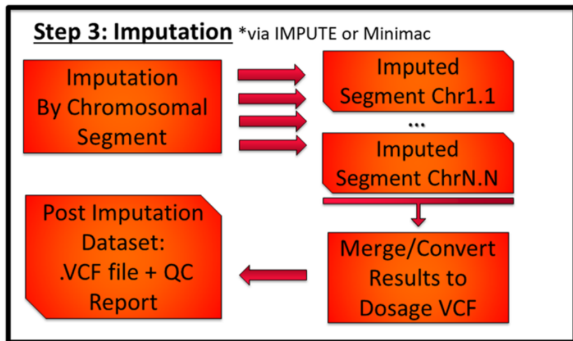 Step 3: Imputation *via IMPUTE or Minimac
Imputation
By Chromosomal
Segment
Imputed
Segment Chr1.1
...
Imputed
Segment ChrN.N
Merge/Convert
Results to
Dosage VCF
Post Imputation
Dataset:
.VCF file + QC
Report